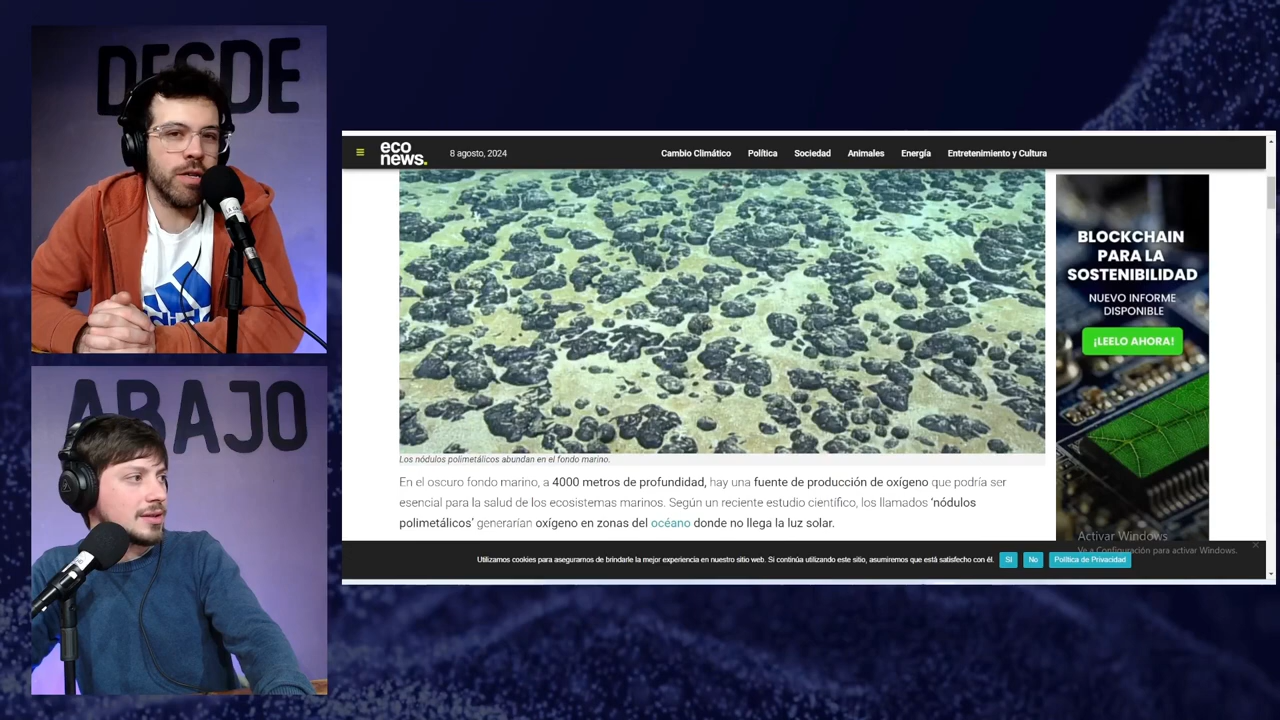 DESDE
ABAJO
eco
news.
8 agosto, 2024
Cambio Climático
Política
Sociedad
Animales
Energía
Entretenimiento y Cultura
Los nódulos polimetálicos abundan en el fondo marino.
En el oscuro fondo marino, a 4000 metros de profundidad, hay una fuente de producción de oxígeno que podría ser
esencial para la salud de los ecosistemas marinos. Según un reciente estudio científico, los llamados 'nódulos
polimetálicos' generarían oxígeno en zonas del océano donde no llega la luz solar.
BLOCKCHAIN
PARA LA
SOSTENIBILIDAD
NUEVO INFORME
DISPONIBLE
¡LEELO AHORA!
Activar Windows
Ve a Configuración para activar Windows.
Utilizamos cookies para asegurarnos de brindarle la mejor experiencia en nuestro sitio web. Si continúa utilizando este sitio, asumiremos que está satisfecho con él.
Sí
No
Política de Privacidad